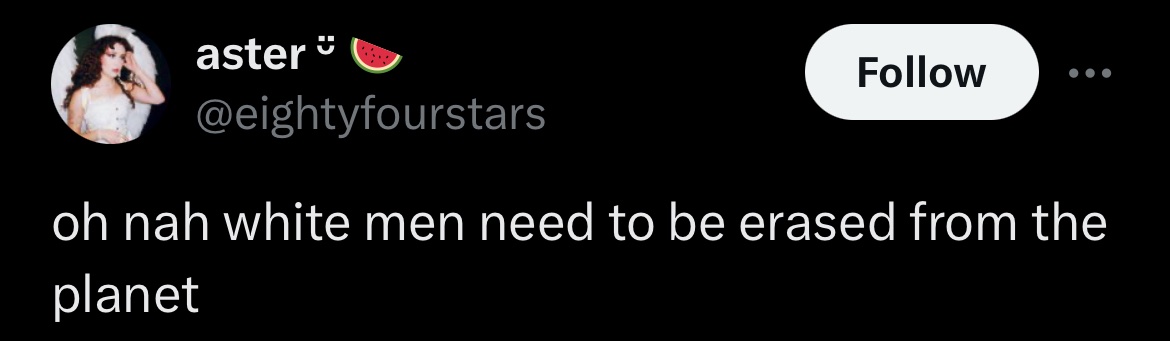 aster ü 🍉
Follow
@eightyfourstars
oh nah white men need to be erased from the
planet